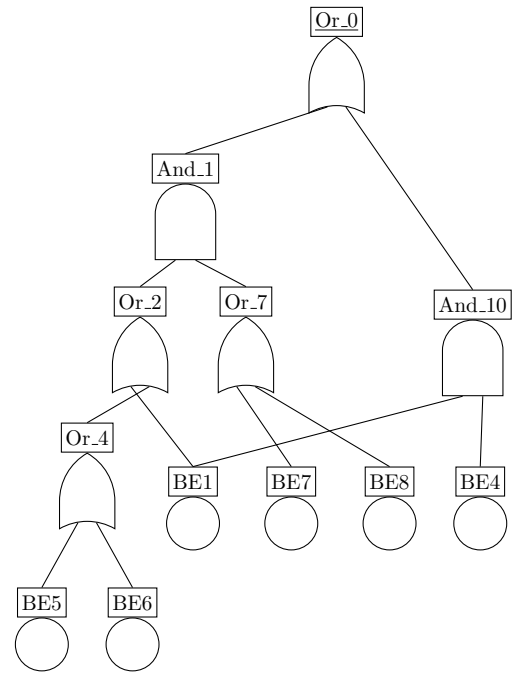 Or_0
And_1
Or_2
Or_7
And_10
Or_4
BE1
BE7
BE8
BE4
BE5
BE6